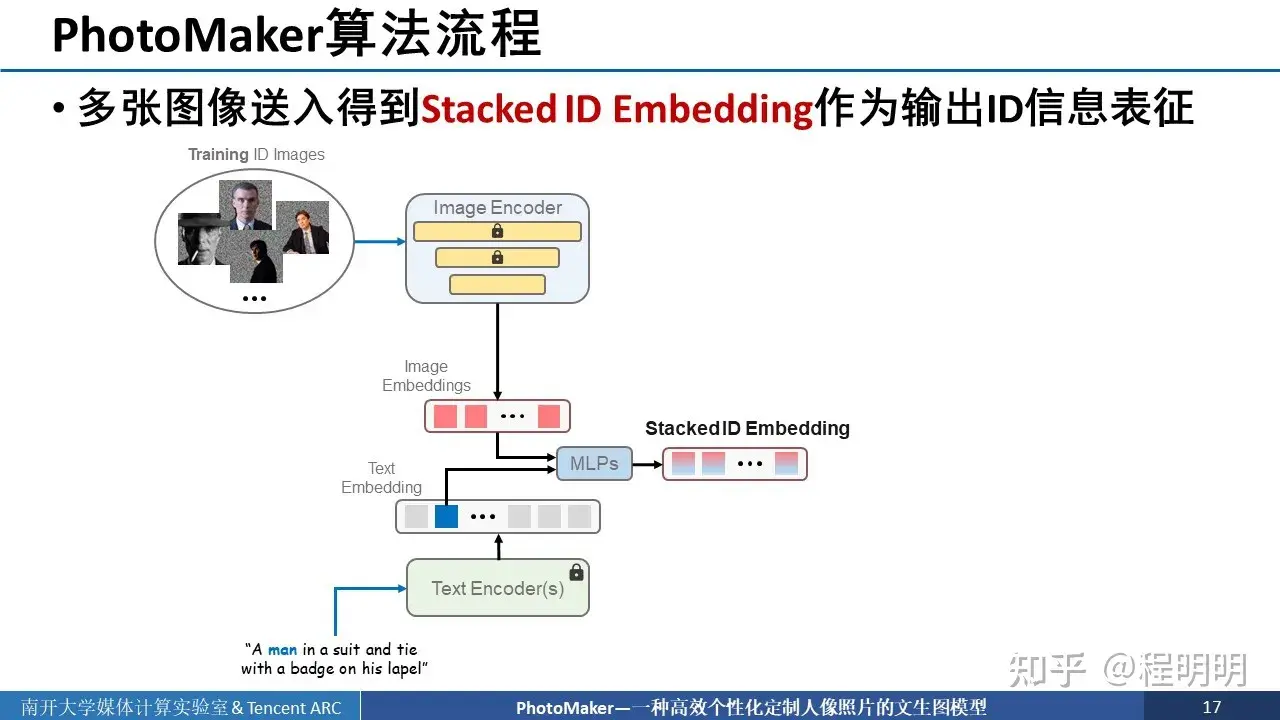 PhotoMaker算法流程
• 多张图像送入得到Stacked ID Embedding作为输出ID信息表征
Training ID Images
Image Encoder
Image
Embeddings
Stacked ID Embedding
MLPs
Text
Embedding
Text Encoder(s)
“A man in a suit and tie
with a badge on his lapel”
知乎 @程明明
南开大学媒体计算实验室 & Tencent ARC
PhotoMaker—一种高效个性化定制人像照片的文生图模型
17